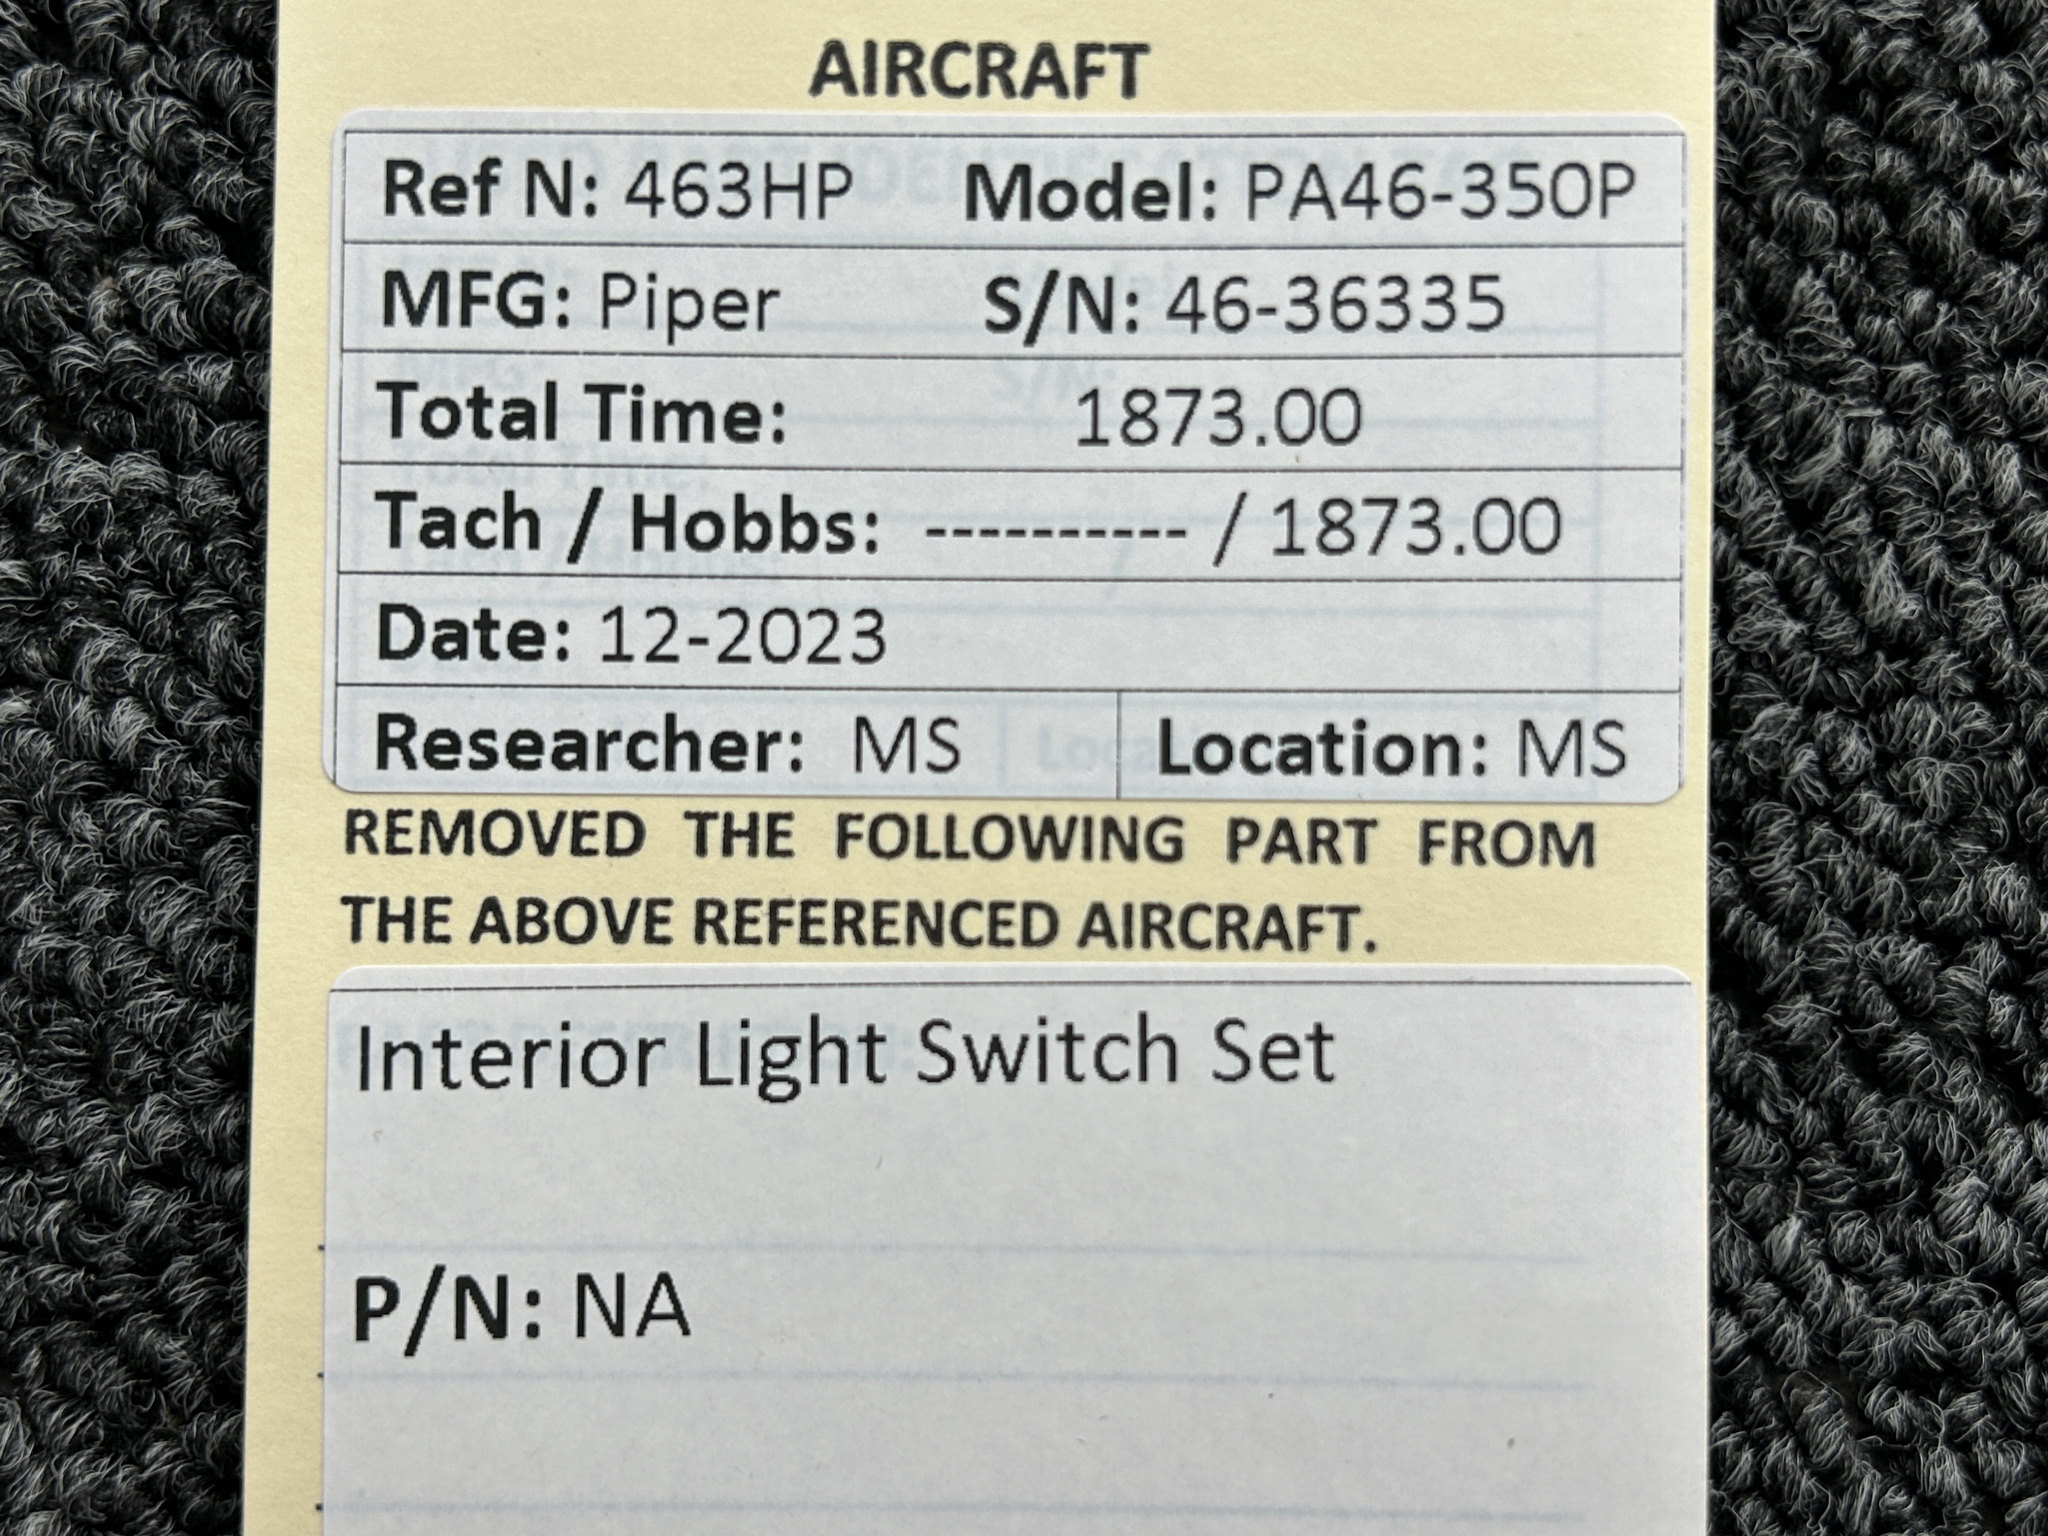 AIRCRAFT
Ref N: 463HP Model: PA46-350P
MFG: Piper S/N: 46-36335
Total Time: 1873.00
Tach / Hobbs: ---------- / 1873.00
Date: 12-2023
Researcher: MS Location: MS
REMOVED THE FOLLOWING PART FROM
THE ABOVE REFERENCED AIRCRAFT.
Interior Light Switch Set
P/N: NA